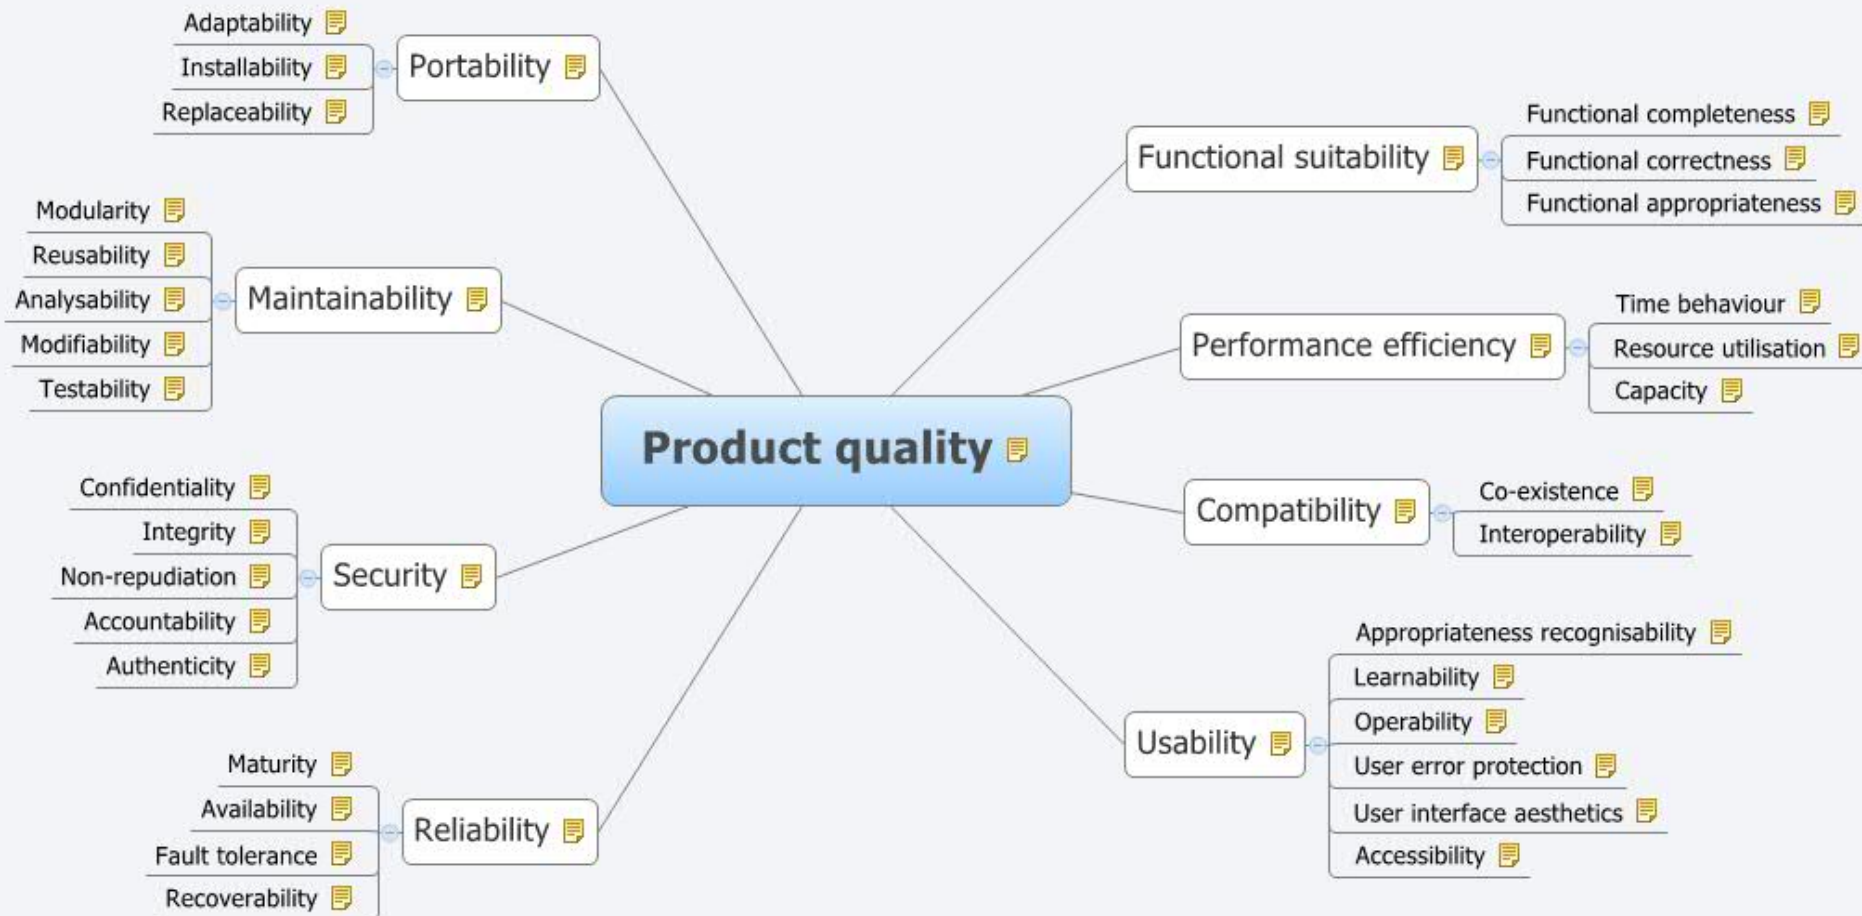 Product quality
Portability
Adaptability
Installability
Replaceability
Maintainability
Modularity
Reusability
Analysability
Modifiability
Testability
Security
Confidentiality
Integrity
Non-repudiation
Accountability
Authenticity
Reliability
Maturity
Availability
Fault tolerance
Recoverability
Functional suitability
Functional completeness
Functional correctness
Functional appropriateness
Performance efficiency
Time behaviour
Resource utilisation
Capacity
Compatibility
Co-existence
Interoperability
Usability
Appropriateness recognisability
Learnability
Operability
User error protection
User interface aesthetics
Accessibility